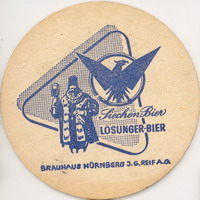 Siechen-Bier
LOSUNGER-BIER
BRAUHAUS NÜRNBERG J.G.REIF A.G.